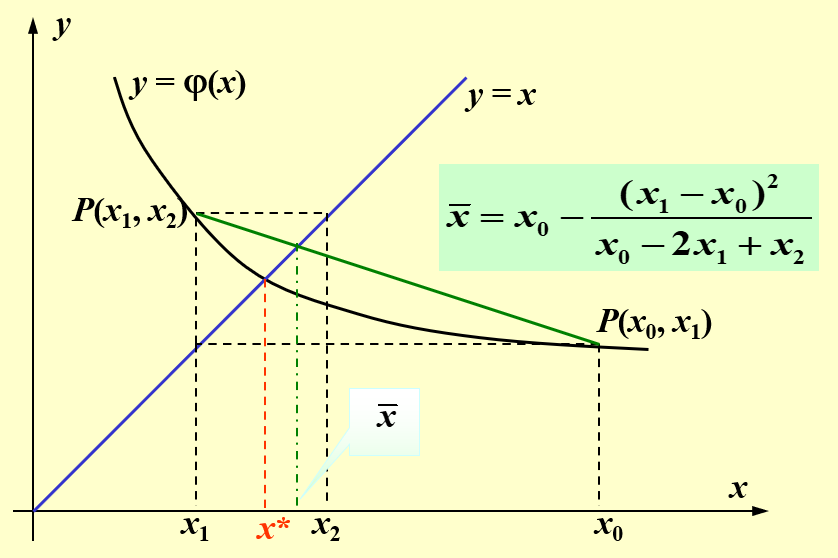 y
y = φ(x)
y = x
P(x₁, x₂)
x̄ = x₀ − (x₁ − x₀)² / (x₀ − 2x₁ + x₂)
P(x₀, x₁)
x̄
x
x₁
x*
x₂
x₀